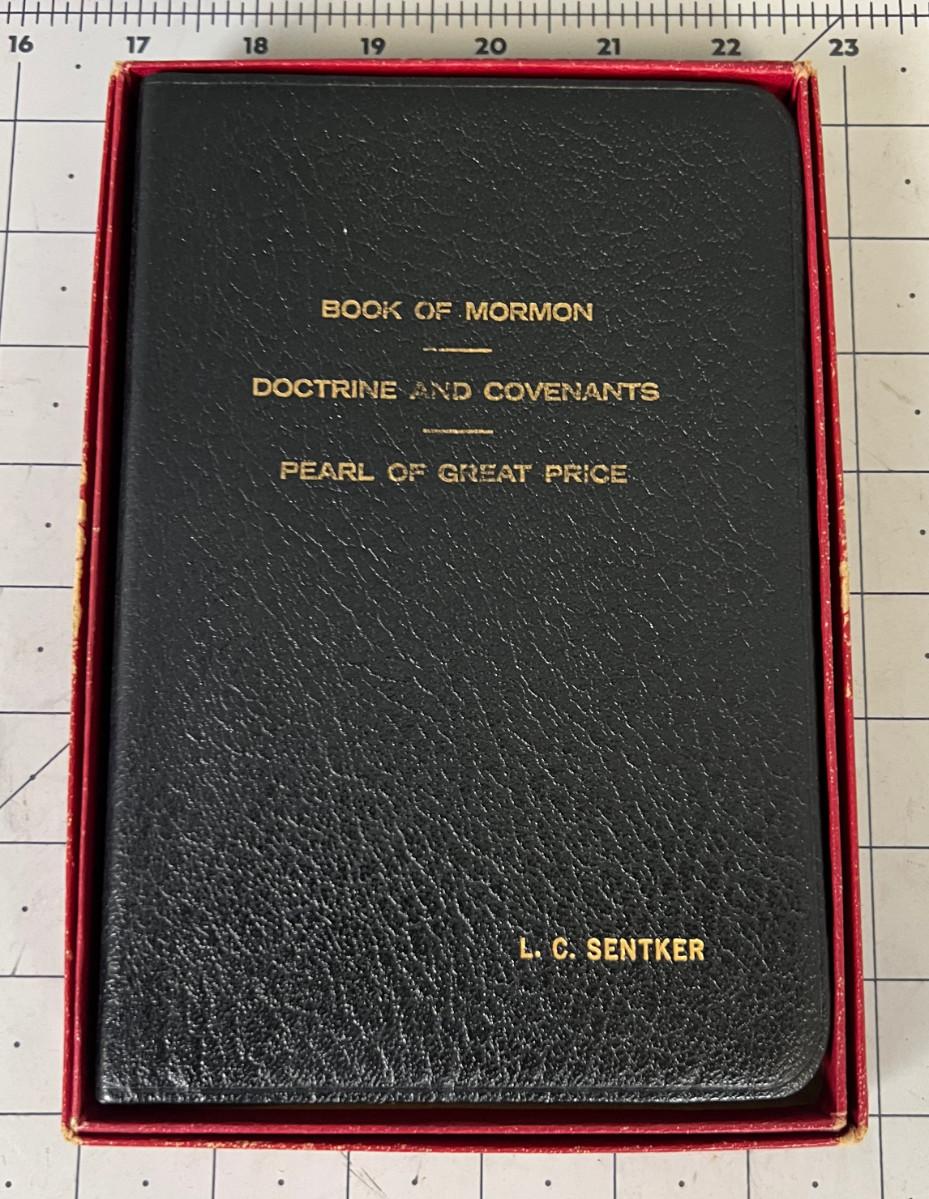 16 17 18 19 20 21 22 23
BOOK OF MORMON
DOCTRINE AND COVENANTS
PEARL OF GREAT PRICE
L. C. SENTKER